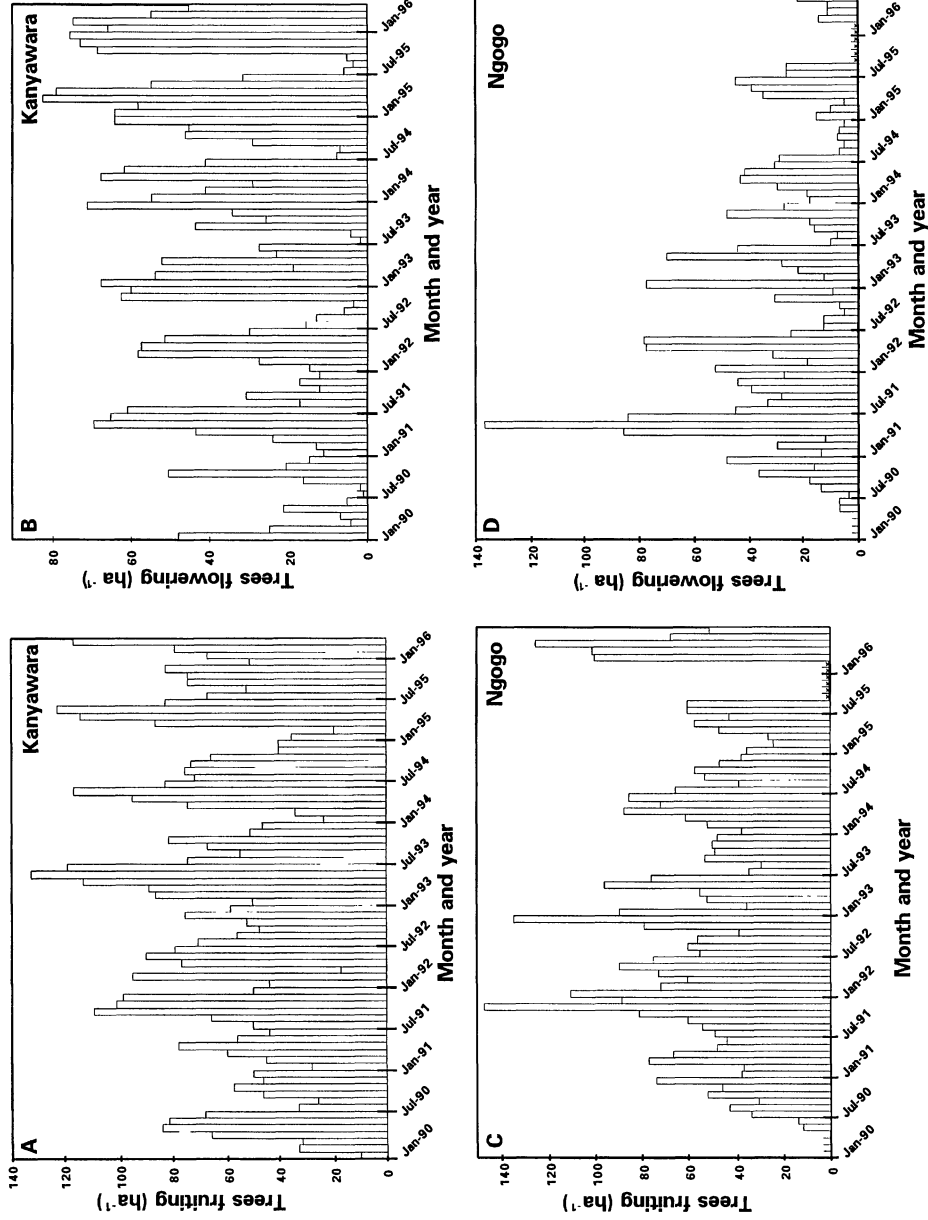 A
Kanyawara
Trees fruiting (ha⁻¹)
140
120
100
80
60
40
20
0
Jan-90
Jul-90
Jan-91
Jul-91
Jan-92
Jul-92
Jan-93
Jul-93
Jan-94
Jul-94
Jan-95
Jul-95
Jan-96
Month and year
B
Kanyawara
Trees flowering (ha⁻¹)
80
60
40
20
0
Jan-90
Jul-90
Jan-91
Jul-91
Jan-92
Jul-92
Jan-93
Jul-93
Jan-94
Jul-94
Jan-95
Jul-95
Jan-96
Month and year
C
Ngogo
Trees fruiting (ha⁻¹)
140
120
100
80
60
40
20
0
Jan-90
Jul-90
Jan-91
Jul-91
Jan-92
Jul-92
Jan-93
Jul-93
Jan-94
Jul-94
Jan-95
Jul-95
Jan-96
Month and year
D
Ngogo
Trees flowering (ha⁻¹)
140
120
100
80
60
40
20
0
Jan-90
Jul-90
Jan-91
Jul-91
Jan-92
Jul-92
Jan-93
Jul-93
Jan-94
Jul-94
Jan-95
Jul-95
Jan-96
Month and year